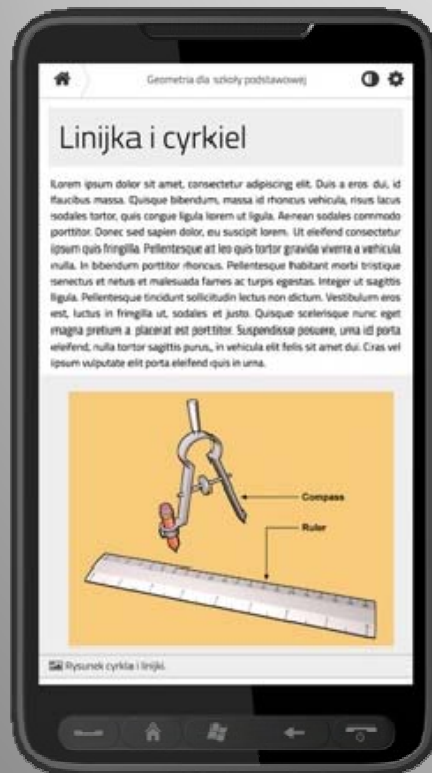 Geometria dla szkoły podstawowej
Linijka i cyrkiel
Lorem ipsum dolor sit amet, consectetur adipiscing elit. Duis a eros dui, id
faucibus massa. Quisque bibendum, massa id rhoncus vehicula, risus lacus
sodales tortor, quis congue ligula lorem ut ligula. Aenean sodales commodo
porttitor. Donec sed sapien dolor, eu suscipit lorem. Ut eleifend consectetur
ipsum quis fringilla. Pellentesque at leo quis tortor gravida viverra a vehicula
nulla. In bibendum porttitor rhoncus. Pellentesque habitant morbi tristique
senectus et netus et malesuada fames ac turpis egestas. Integer ut sagittis
ligula. Pellentesque tincidunt sollicitudin lectus non dictum. Vestibulum eros
est, luctus in fringilla ut, sodales et justo. Quisque scelerisque nunc eget
magna pretium a placerat est porttitor. Suspendisse posuere, urna id porta
eleifend, nulla tortor sagittis purus, in vehicula elit felis sit amet dui. Cras vel
ipsum vulputate elit porta eleifend quis in urna.
Compass
Ruler
Rysunek cyrkla i linijki.